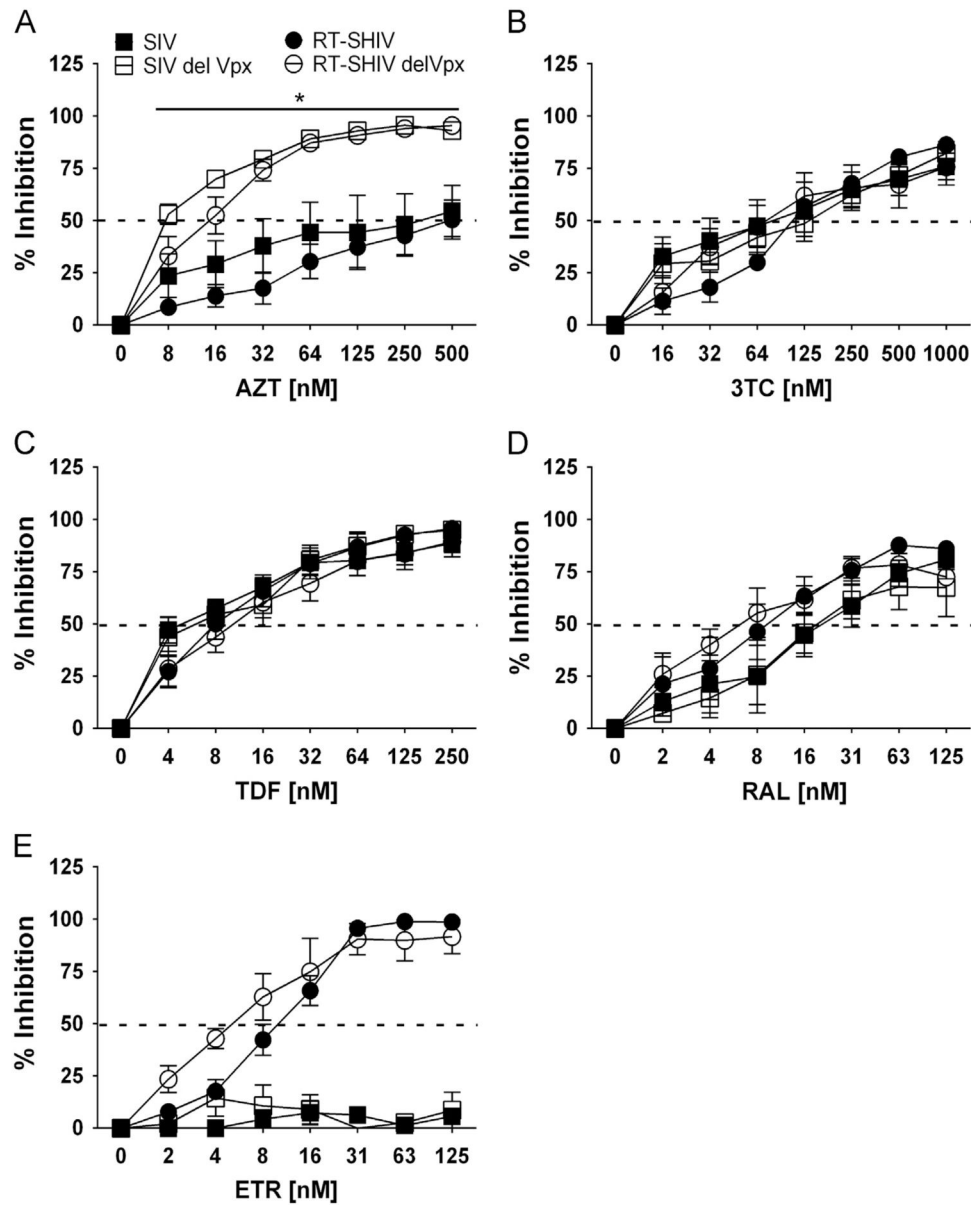 A
SIV
RT-SHIV
SIV del Vpx
RT-SHIV delVpx
*
% Inhibition
125
100
75
50
25
0
0 8 16 32 64 125 250 500
AZT [nM]
B
% Inhibition
125
100
75
50
25
0
0 16 32 64 125 250 500 1000
3TC [nM]
C
% Inhibition
125
100
75
50
25
0
0 4 8 16 32 64 125 250
TDF [nM]
D
% Inhibition
125
100
75
50
25
0
0 2 4 8 16 31 63 125
RAL [nM]
E
% Inhibition
125
100
75
50
25
0
0 2 4 8 16 31 63 125
ETR [nM]